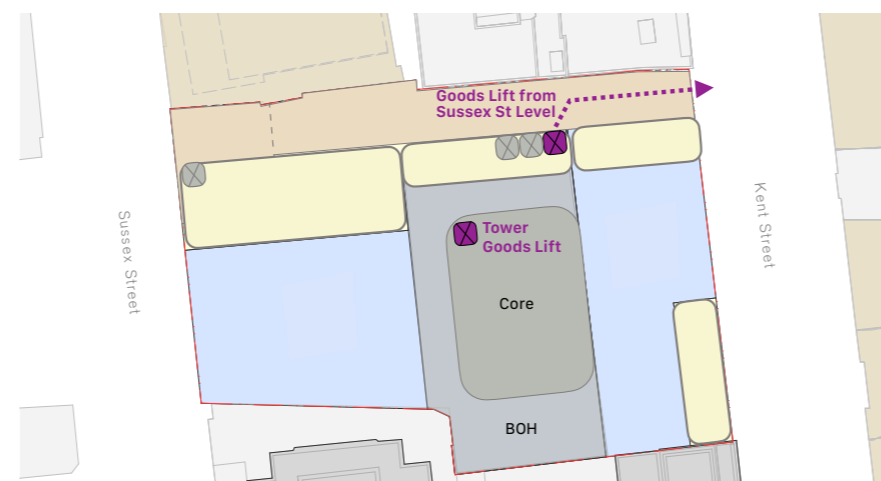 Goods Lift from
Sussex St Level
Kent Street
Sussex Street
Tower
Goods Lift
Core
BOH